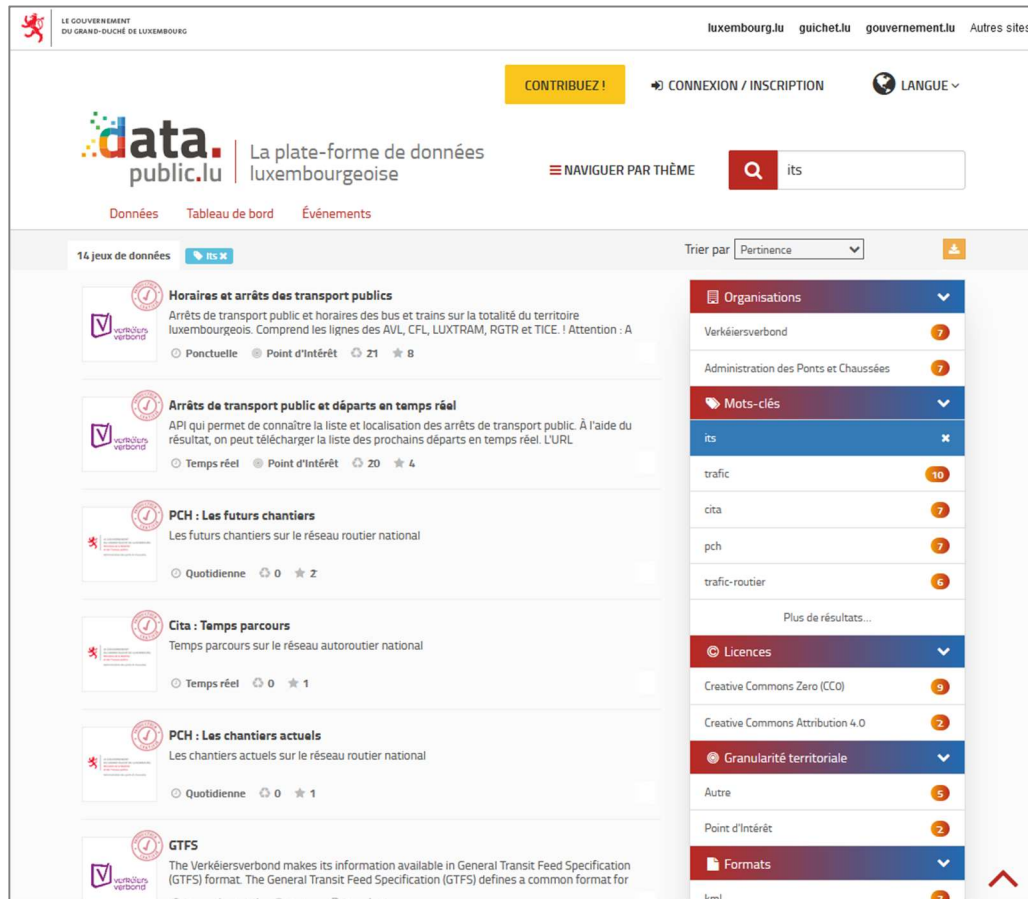 LE GOUVERNEMENT
DU GRAND-DUCHÉ DE LUXEMBOURG
luxembourg.lu guichet.lu gouvernement.lu Autres sites
CONTRIBUEZ !
CONNEXION / INSCRIPTION
LANGUE
data.
public.lu
La plate-forme de données
luxembourgeoise
NAVIGUER PAR THÈME
its
Données Tableau de bord Événements
14 jeux de données
its ×
Trier par Pertinence
Horaires et arrêts des transport publics
Arrêts de transport public et horaires des bus et trains sur la totalité du territoire
luxembourgeois. Comprend les lignes des AVL, CFL, LUXTRAM, RGTR et TICE. ! Attention : A
Ponctuelle Point d'Intérêt 21 8
verkéiers
verbond
Arrêts de transport public et départs en temps réel
API qui permet de connaître la liste et localisation des arrêts de transport public. À l'aide du
résultat, on peut télécharger la liste des prochains départs en temps réel. L'URL
Temps réel Point d'Intérêt 20 4
verkéiers
verbond
PCH : Les futurs chantiers
Les futurs chantiers sur le réseau routier national
Quotidienne 0 2
Cita : Temps parcours
Temps parcours sur le réseau autoroutier national
Temps réel 0 1
PCH : Les chantiers actuels
Les chantiers actuels sur le réseau routier national
Quotidienne 0 1
GTFS
The Verkéiersverbond makes its information available in General Transit Feed Specification
(GTFS) format. The General Transit Feed Specification (GTFS) defines a common format for
verkéiers
verbond
Organisations
Verkéiersverbond 7
Administration des Ponts et Chaussées 7
Mots-clés
its ×
trafic 10
cita 7
pch 7
trafic-routier 6
Plus de résultats...
Licences
Creative Commons Zero (CC0) 9
Creative Commons Attribution 4.0 2
Granularité territoriale
Autre 5
Point d'Intérêt 2
Formats
kml